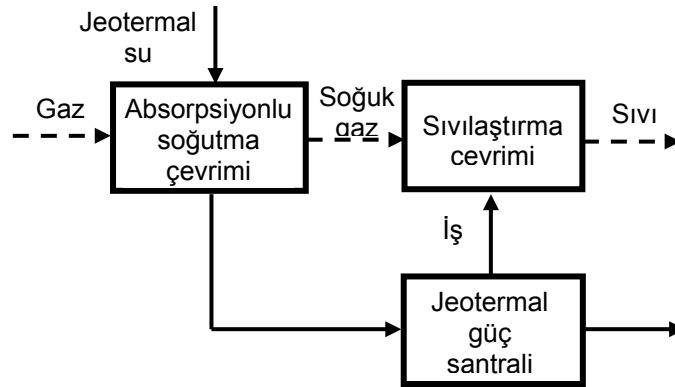 Jeotermal
su
Gaz
Absorpsiyonlu
soğutma
çevrimi
Soğuk
gaz
Sıvılaştırma
cevrimi
Sıvı
İş
Jeotermal
güç
santrali